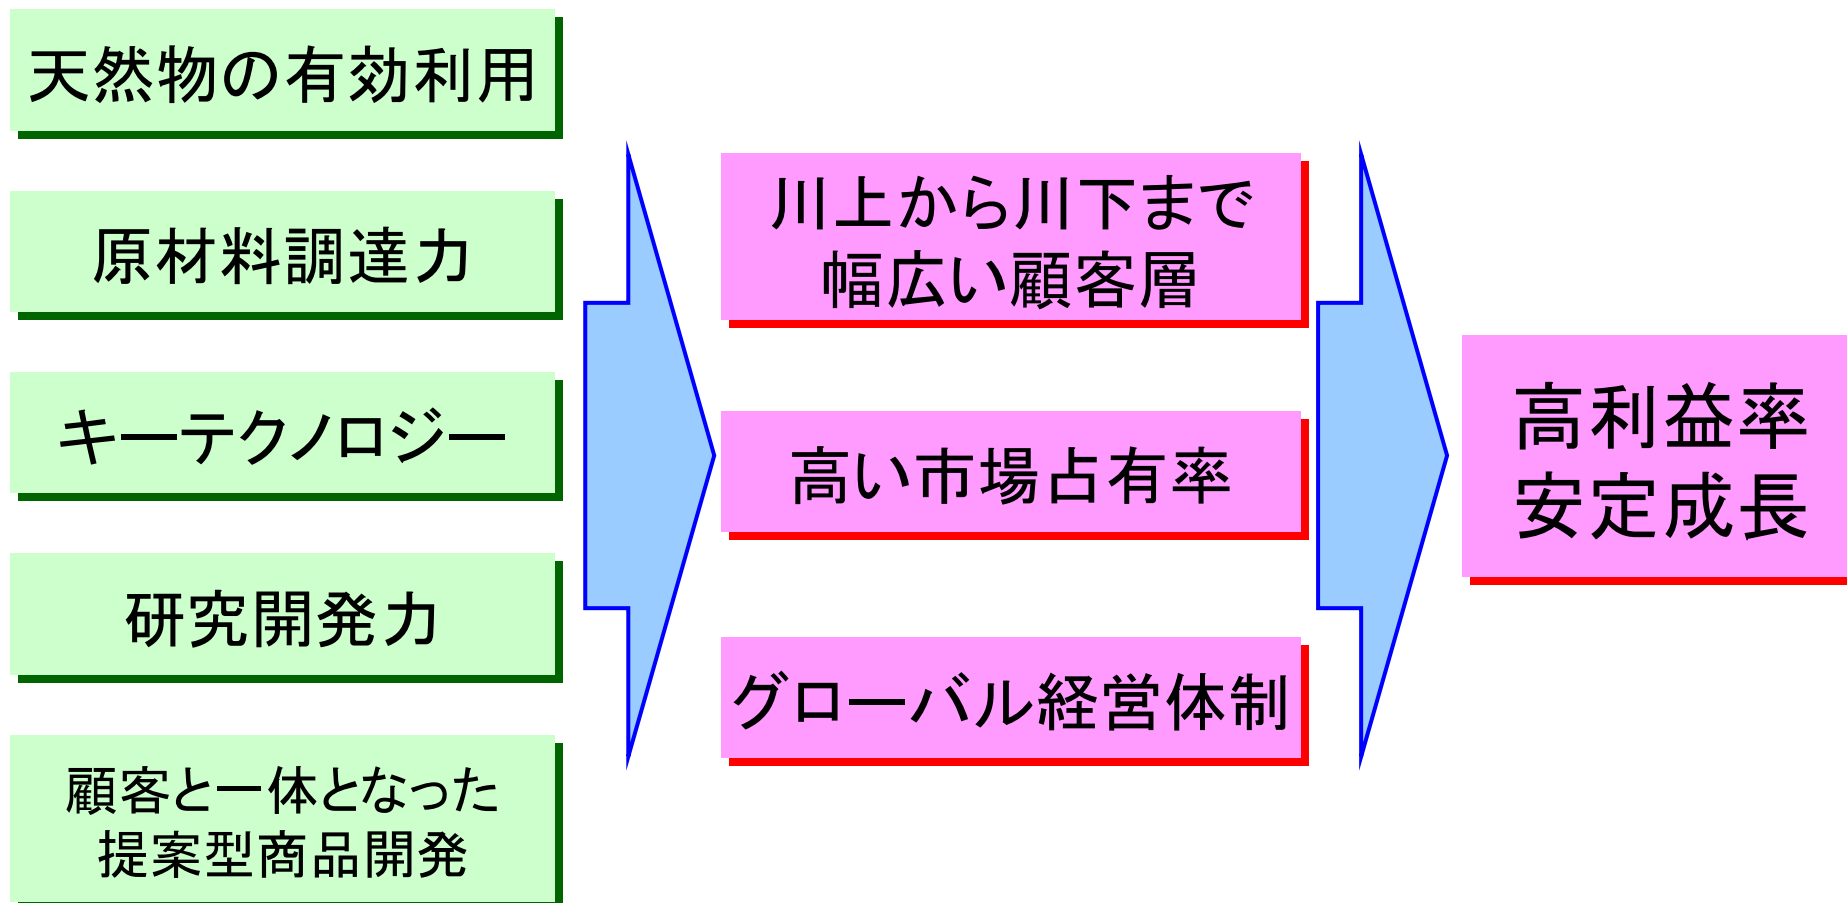 天然物の有効利用
原材料調達力
キーテクノロジー
研究開発力
顧客と一体となった
提案型商品開発
川上から川下まで
幅広い顧客層
高い市場占有率
グローバル経営体制
高利益率
安定成長